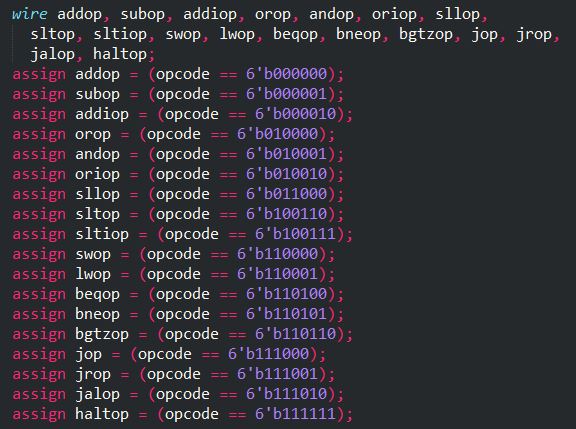 wire addop, subop, addiop, orop, andop, oriop, sllop,
sltop, sltiop, swop, lwop, beqop, bneop, bgtzop, jop, jrop,
jalop, haltop;
assign addop = (opcode == 6'b000000);
assign subop = (opcode == 6'b000001);
assign addiop = (opcode == 6'b000010);
assign orop = (opcode == 6'b010000);
assign andop = (opcode == 6'b010001);
assign oriop = (opcode == 6'b010010);
assign sllop = (opcode == 6'b011000);
assign sltop = (opcode == 6'b100110);
assign sltiop = (opcode == 6'b100111);
assign swop = (opcode == 6'b110000);
assign lwop = (opcode == 6'b110001);
assign beqop = (opcode == 6'b110100);
assign bneop = (opcode == 6'b110101);
assign bgtzop = (opcode == 6'b110110);
assign jop = (opcode == 6'b111000);
assign jrop = (opcode == 6'b111001);
assign jalop = (opcode == 6'b111010);
assign haltop = (opcode == 6'b111111);